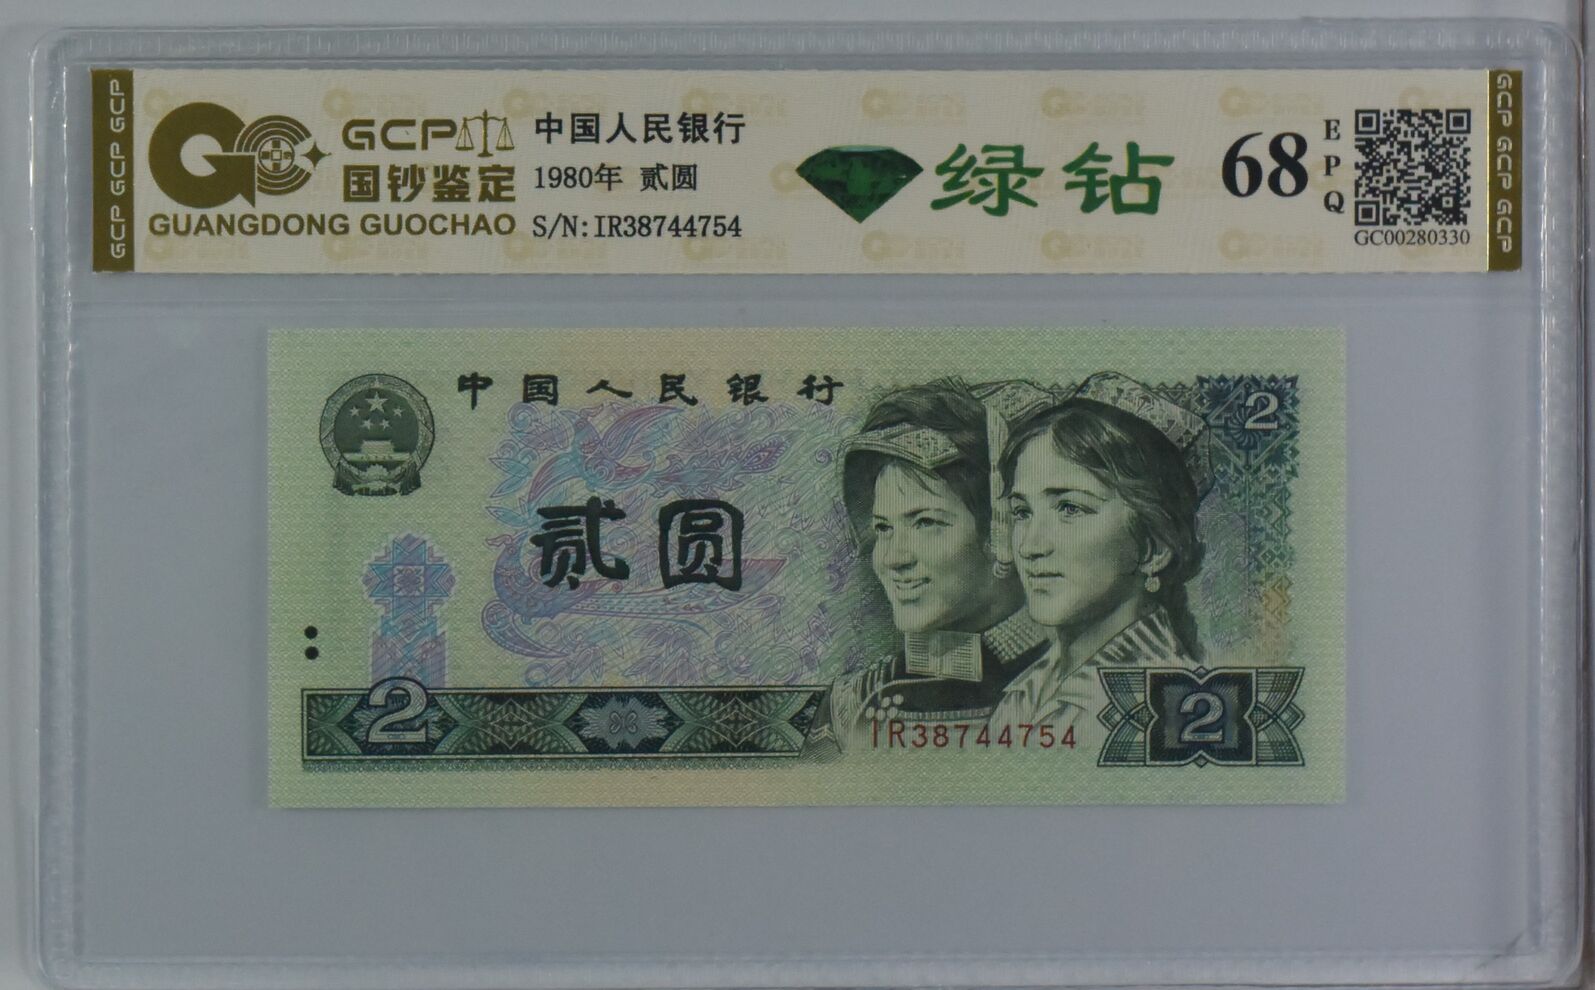 GCP GCP GCP
GCP
国钞鉴定
GUANGDONG GUOCHAO
中国人民银行
1980年 贰圆
S/N:IR38744754
绿钻
68
EPQ
GC00280330
GCP GCP GCP
中国人民银行
2
贰圆
2
IR38744754
2